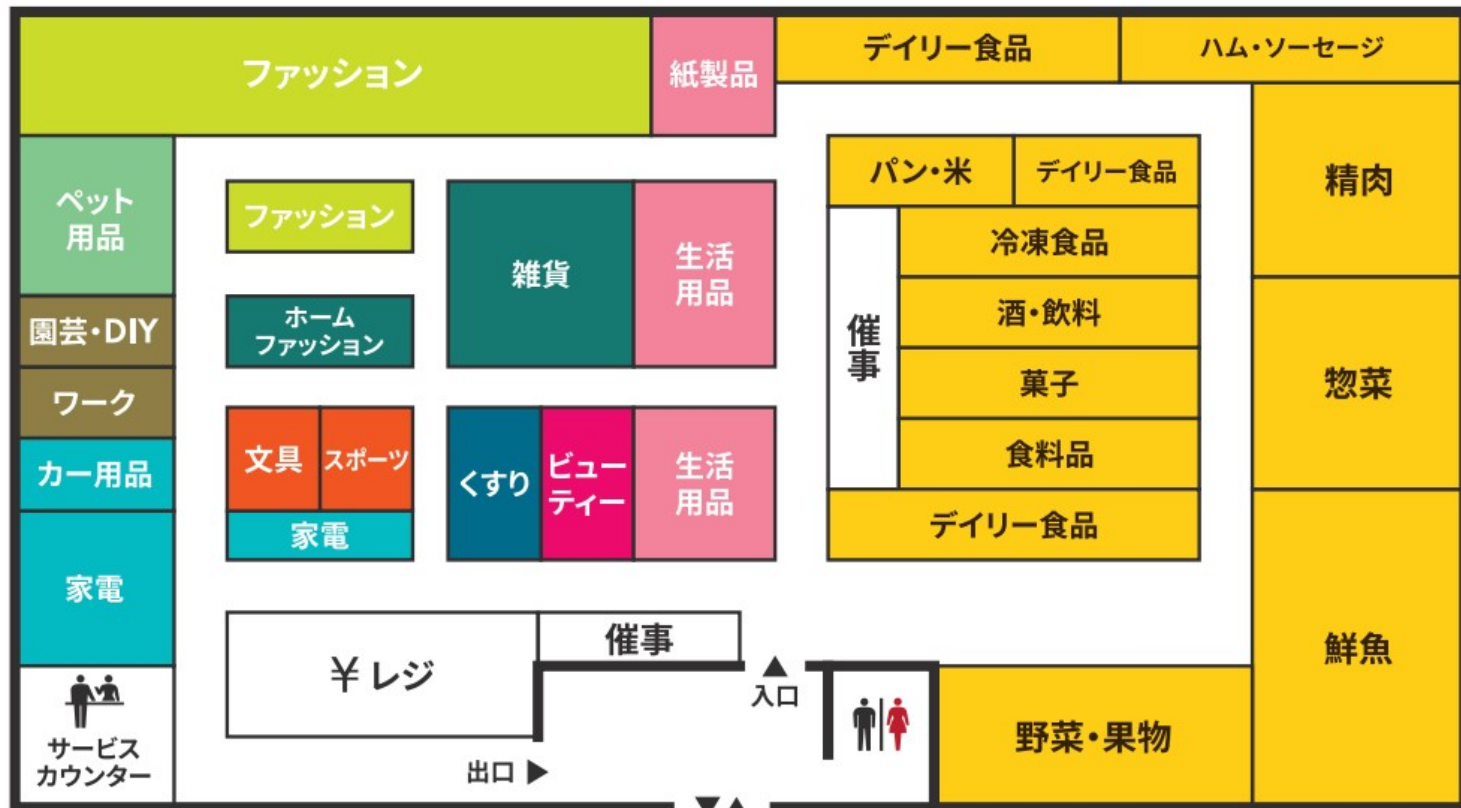 ファッション
紙製品
デイリー食品
ハム・ソーセージ
ペット
用品
園芸・DIY
ワーク
カー用品
家電
サービス
カウンター
ファッション
ホーム
ファッション
文具
スポーツ
家電
雑貨
生活
用品
くすり
ビュー
ティー
生活
用品
パン・米
デイリー食品
催事
冷凍食品
酒・飲料
菓子
食料品
デイリー食品
精肉
惣菜
鮮魚
野菜・果物
¥レジ
催事
▲
入口
出口 ▶
▼▲